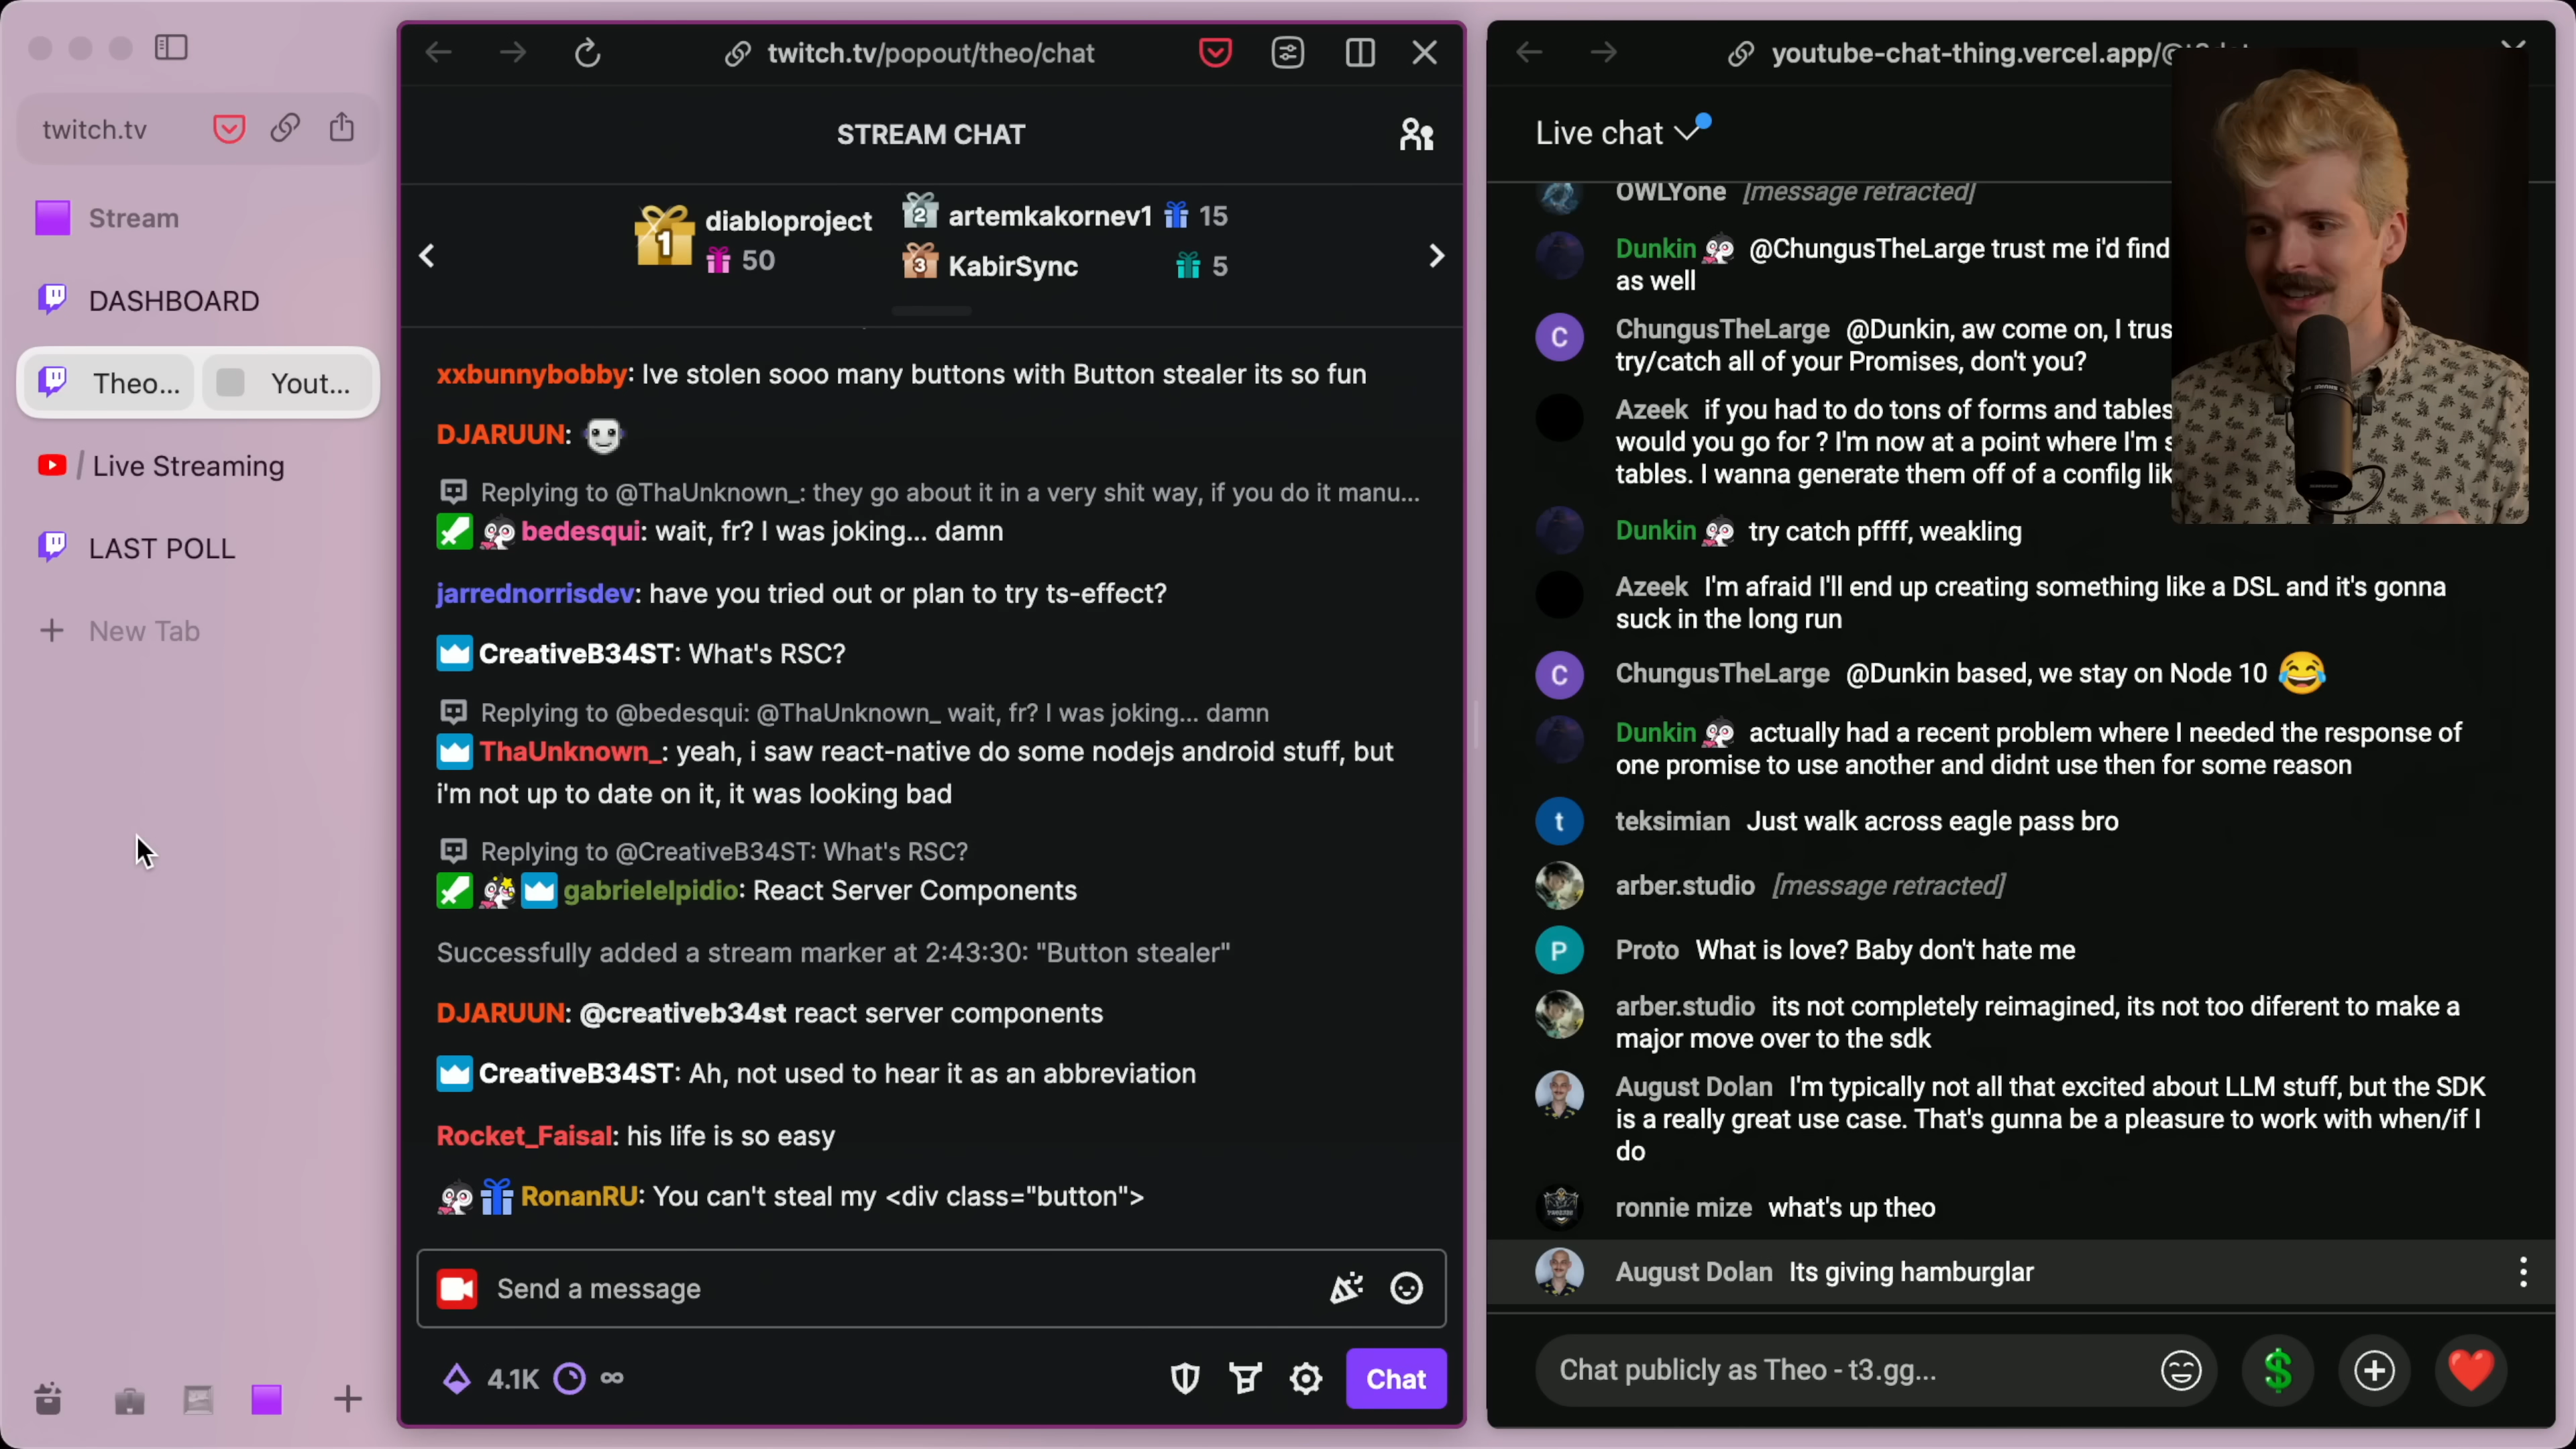 twitch.tv
Stream
DASHBOARD
Theo...
Yout...
/ Live Streaming
LAST POLL
+ New Tab
twitch.tv/popout/theo/chat
STREAM CHAT
1
diabloproject
50
2 artemkakornev1 15
3 KabirSync 5
xxbunnybobby: Ive stolen sooo many buttons with Button stealer its so fun
DJARUUN:
Replying to @ThaUnknown_: they go about it in a very shit way, if you do it manu...
bedesqui: wait, fr? I was joking... damn
jarrednorrisdev: have you tried out or plan to try ts-effect?
CreativeB34ST: What's RSC?
Replying to @bedesqui: @ThaUnknown_ wait, fr? I was joking... damn
ThaUnknown_: yeah, i saw react-native do some nodejs android stuff, but
i'm not up to date on it, it was looking bad
Replying to @CreativeB34ST: What's RSC?
gabrielelpidio: React Server Components
Successfully added a stream marker at 2:43:30: "Button stealer"
DJARUUN: @creativeb34st react server components
CreativeB34ST: Ah, not used to hear it as an abbreviation
Rocket_Faisal: his life is so easy
RonanRU: You can't steal my <div class="button">
Send a message
4.1K ∞
Chat
youtube-chat-thing.vercel.app/@
Live chat
OWLYone [message retracted]
Dunkin @ChungusTheLarge trust me i'd find
as well
C
ChungusTheLarge @Dunkin, aw come on, I trus
try/catch all of your Promises, don't you?
Azeek if you had to do tons of forms and tables
would you go for ? I'm now at a point where I'm s
tables. I wanna generate them off of a confilg lik
Dunkin try catch pffff, weakling
Azeek I'm afraid I'll end up creating something like a DSL and it's gonna
suck in the long run
C
ChungusTheLarge @Dunkin based, we stay on Node 10 😂
Dunkin actually had a recent problem where I needed the response of
one promise to use another and didnt use then for some reason
t
teksimian Just walk across eagle pass bro
arber.studio [message retracted]
P
Proto What is love? Baby don't hate me
arber.studio its not completely reimagined, its not too diferent to make a
major move over to the sdk
August Dolan I'm typically not all that excited about LLM stuff, but the SDK
is a really great use case. That's gunna be a pleasure to work with when/if I
do
ronnie mize what's up theo
August Dolan Its giving hamburglar
Chat publicly as Theo - t3.gg...